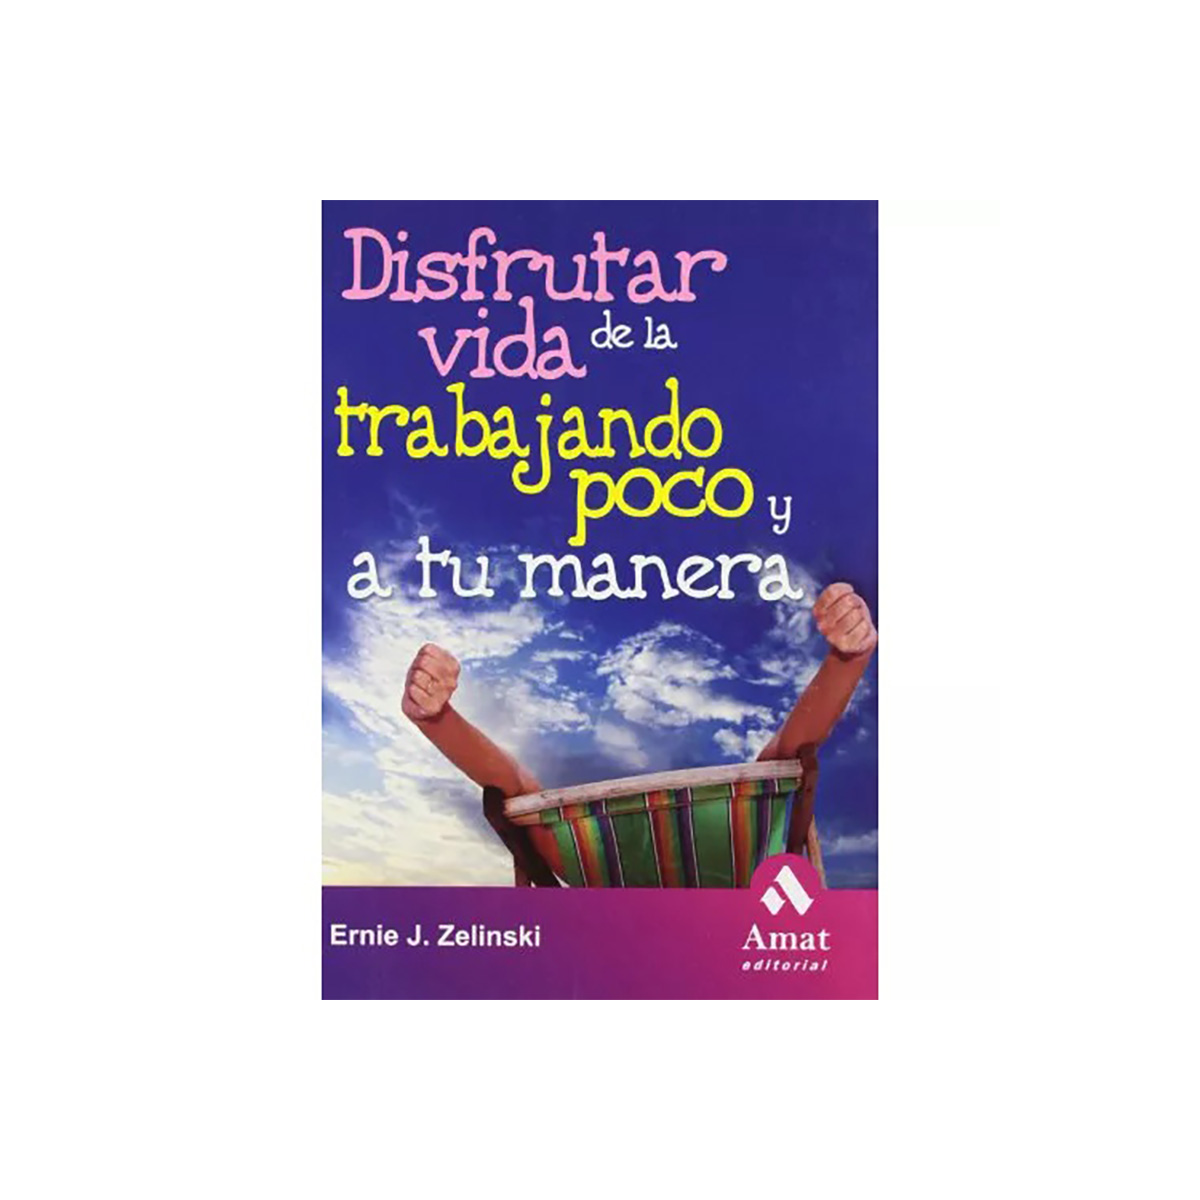 Disfrutar
vida de la
trabajando
poco y
a tu manera
Ernie J. Zelinski
Amat
editorial